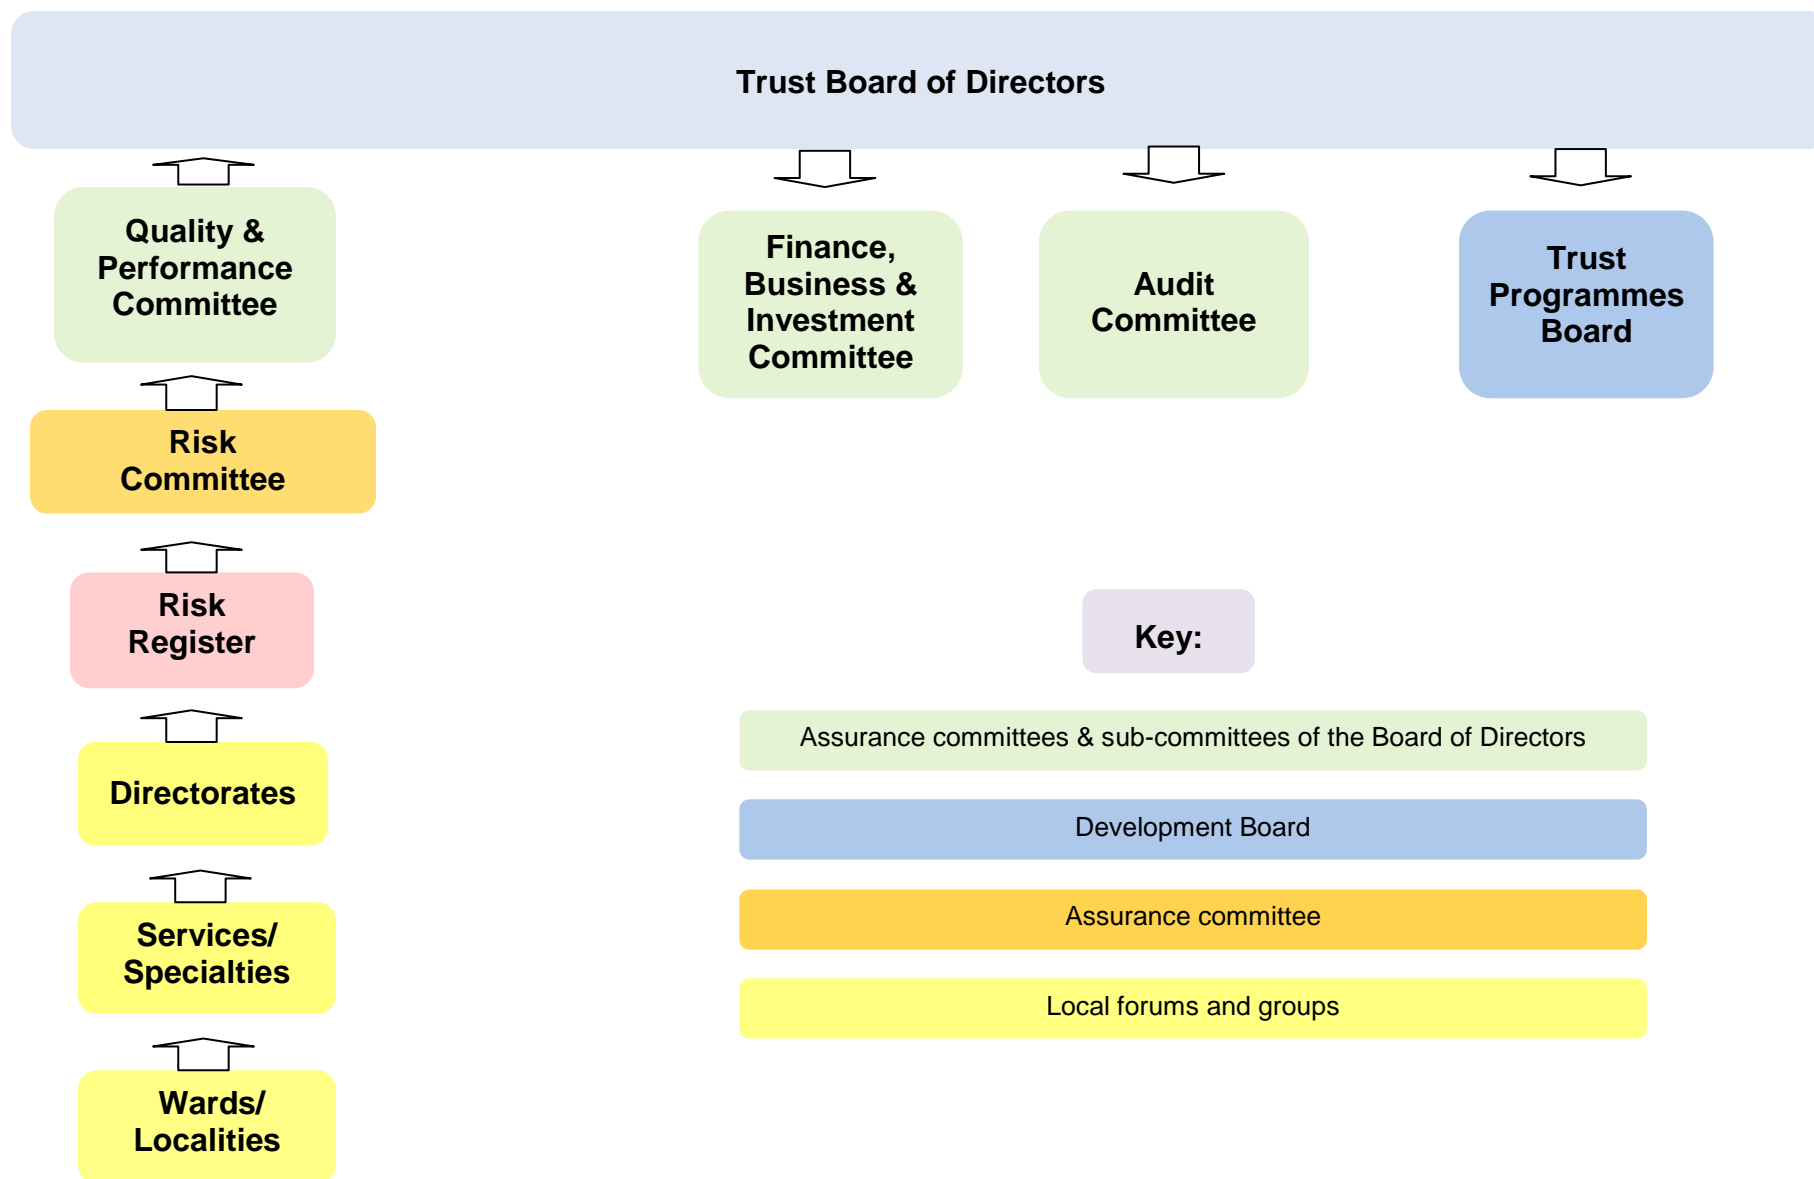 Trust Board of Directors
Quality &
Performance
Committee
Finance,
Business &
Investment
Committee
Audit
Committee
Trust
Programmes
Board
Risk
Committee
Risk
Register
Directorates
Services/
Specialties
Wards/
Localities
Key:
Assurance committees & sub-committees of the Board of Directors
Development Board
Assurance committee
Local forums and groups